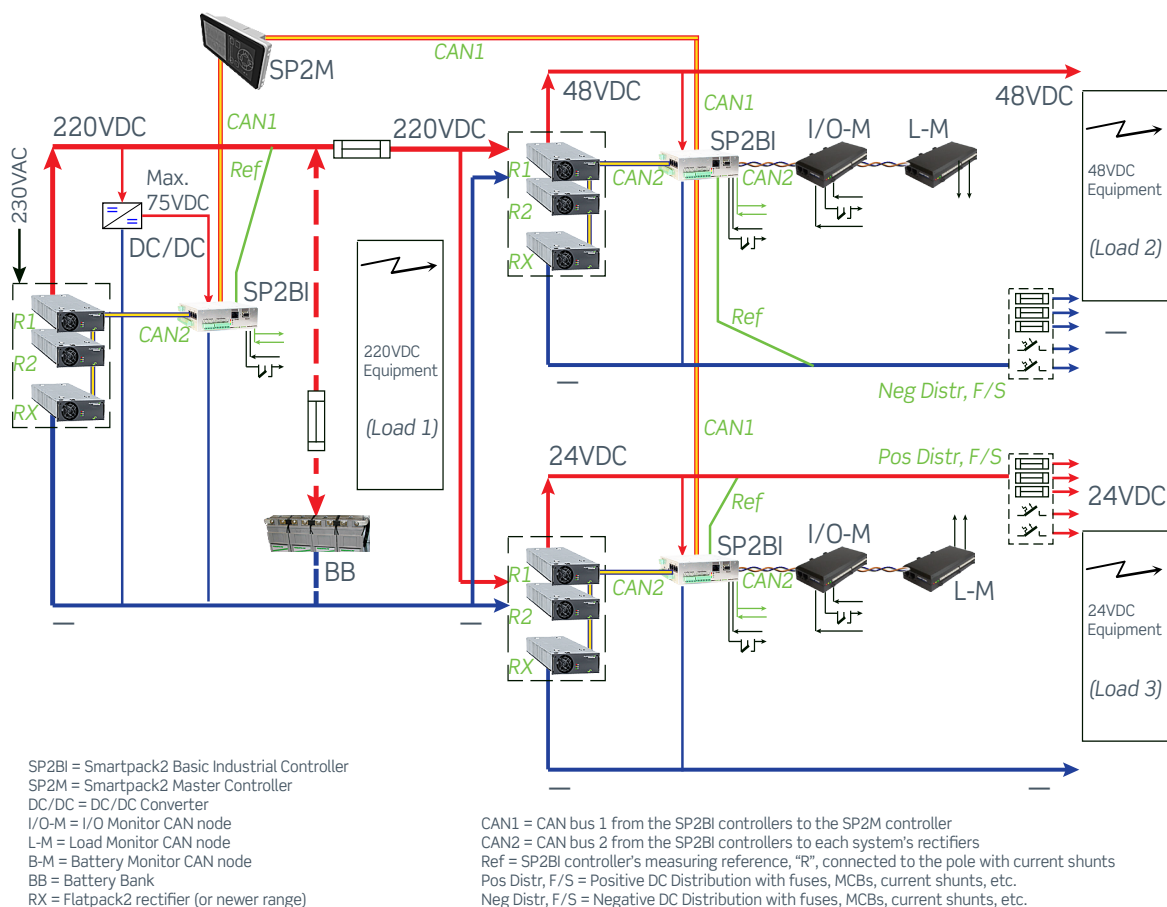 SP2M
CAN1
48VDC
48VDC
220VDC
CAN1
220VDC
CAN1
SP2BI
I/O-M
L-M
230VAC
Ref
Max.
75VDC
DC/DC
R1
R2
RX
CAN2
CAN2
48VDC
Equipment
(Load 2)
SP2BI
R1
R2
RX
CAN2
220VDC
Equipment
(Load 1)
Ref
Neg Distr, F/S
CAN1
24VDC
Pos Distr, F/S
24VDC
Ref
SP2BI
I/O-M
L-M
BB
R1
R2
RX
CAN2
CAN2
24VDC
Equipment
(Load 3)
SP2BI = Smartpack2 Basic Industrial Controller
SP2M = Smartpack2 Master Controller
DC/DC = DC/DC Converter
I/O-M = I/O Monitor CAN node
L-M = Load Monitor CAN node
B-M = Battery Monitor CAN node
BB = Battery Bank
RX = Flatpack2 rectifier (or newer range)
CAN1 = CAN bus 1 from the SP2BI controllers to the SP2M controller
CAN2 = CAN bus 2 from the SP2BI controllers to each system's rectifiers
Ref = SP2BI controller's measuring reference, "R", connected to the pole with current shunts
Pos Distr, F/S = Positive DC Distribution with fuses, MCBs, current shunts, etc.
Neg Distr, F/S = Negative DC Distribution with fuses, MCBs, current shunts, etc.